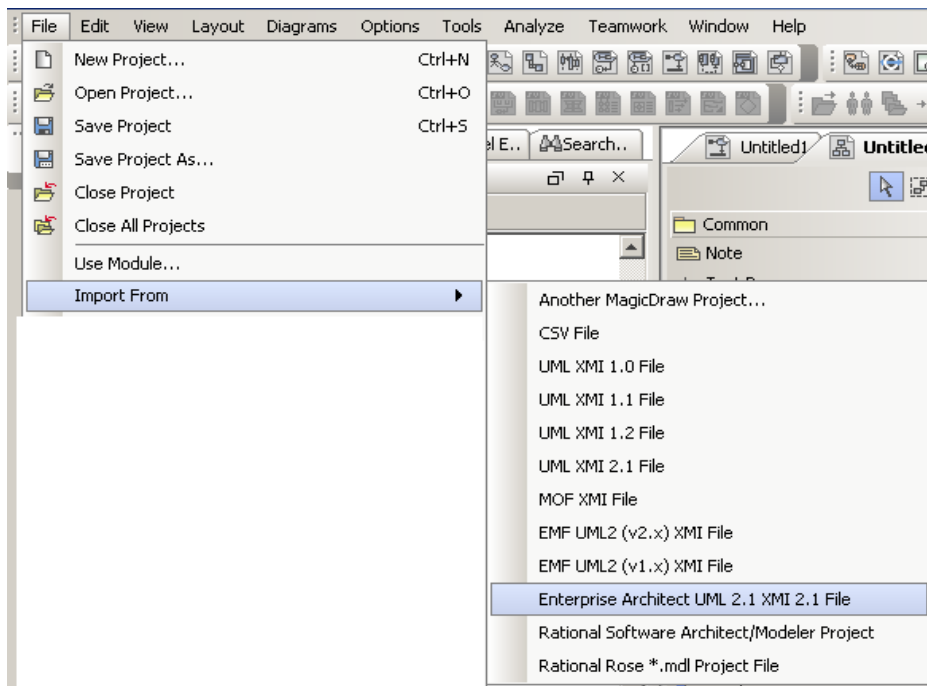 File Edit View Layout Diagrams Options Tools Analyze Teamwork Window Help
New Project... Ctrl+N
Open Project... Ctrl+O
Save Project Ctrl+S
Save Project As...
Close Project
Close All Projects
Use Module...
Import From
el E.. Search..
Untitled1 Untitled
Common
Note
Another MagicDraw Project...
CSV File
UML XMI 1.0 File
UML XMI 1.1 File
UML XMI 1.2 File
UML XMI 2.1 File
MOF XMI File
EMF UML2 (v2.x) XMI File
EMF UML2 (v1.x) XMI File
Enterprise Architect UML 2.1 XMI 2.1 File
Rational Software Architect/Modeler Project
Rational Rose *.mdl Project File